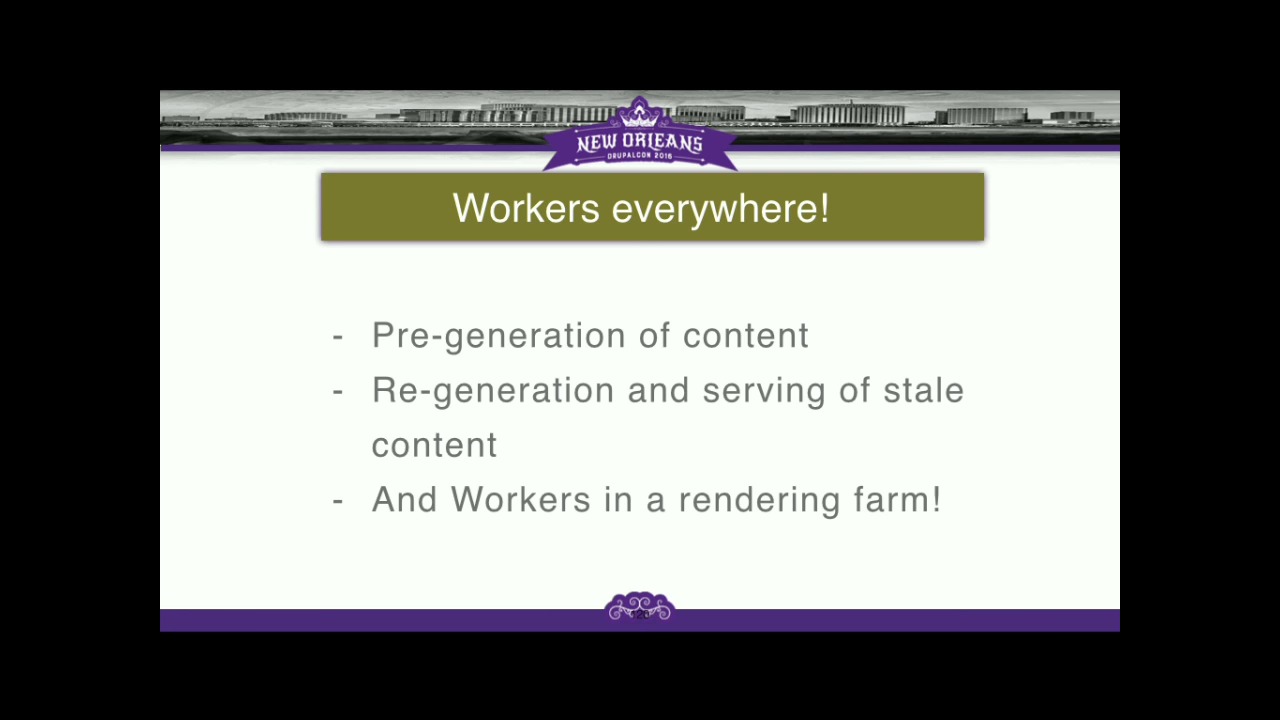 NEW ORLEANS
DRUPALCON 2016
Workers everywhere!
- Pre-generation of content
- Re-generation and serving of stale
content
- And Workers in a rendering farm!